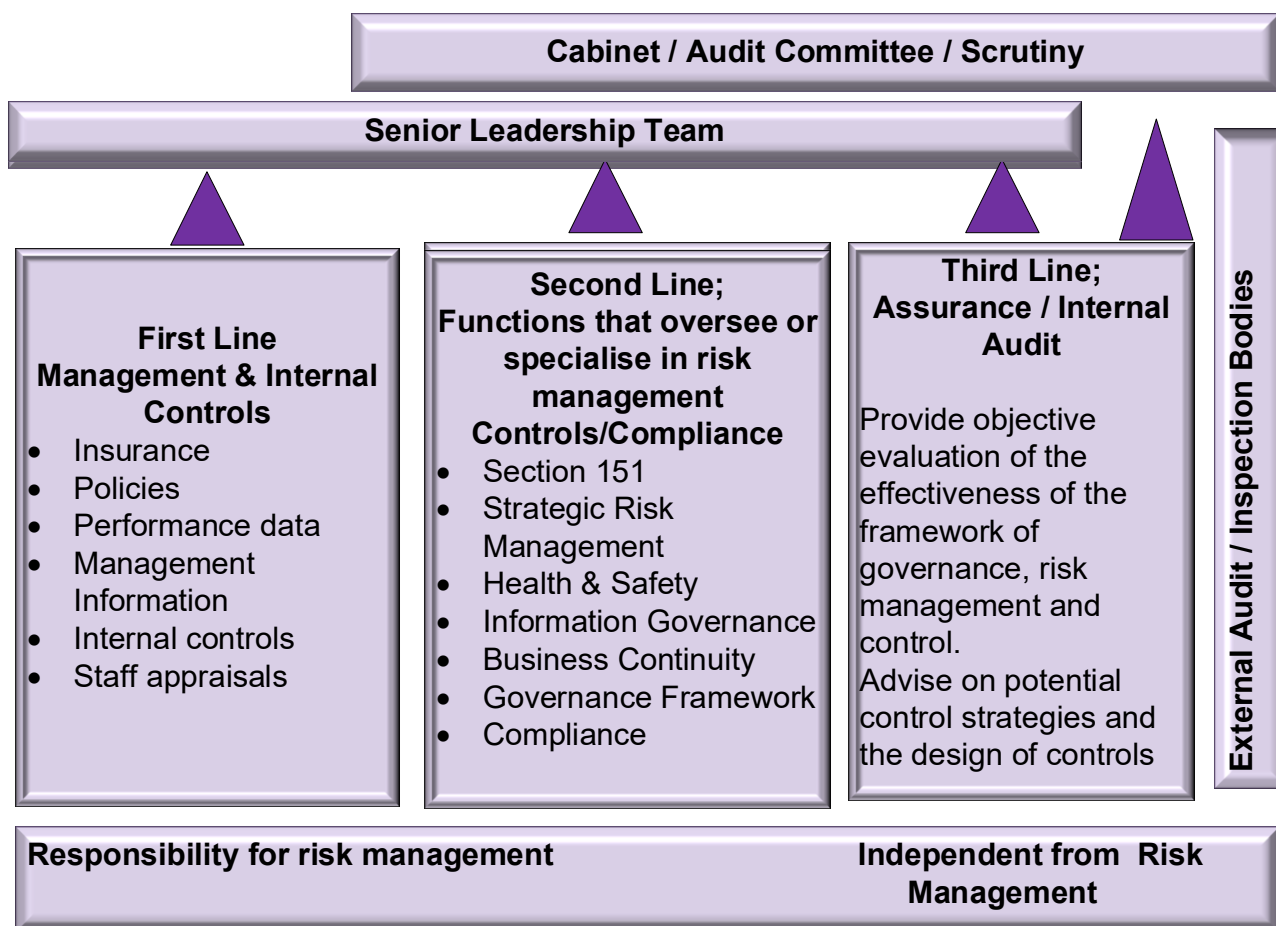 Cabinet / Audit Committee / Scrutiny
Senior Leadership Team
First Line
Management & Internal
Controls
• Insurance
• Policies
• Performance data
• Management
Information
• Internal controls
• Staff appraisals
Second Line;
Functions that oversee or
specialise in risk
management
Controls/Compliance
• Section 151
• Strategic Risk
Management
• Health & Safety
• Information Governance
• Business Continuity
• Governance Framework
• Compliance
Third Line;
Assurance / Internal
Audit
Provide objective
evaluation of the
effectiveness of the
framework of
governance, risk
management and
control.
Advise on potential
control strategies and
the design of controls
External Audit / Inspection Bodies
Responsibility for risk management
Independent from  Risk
Management